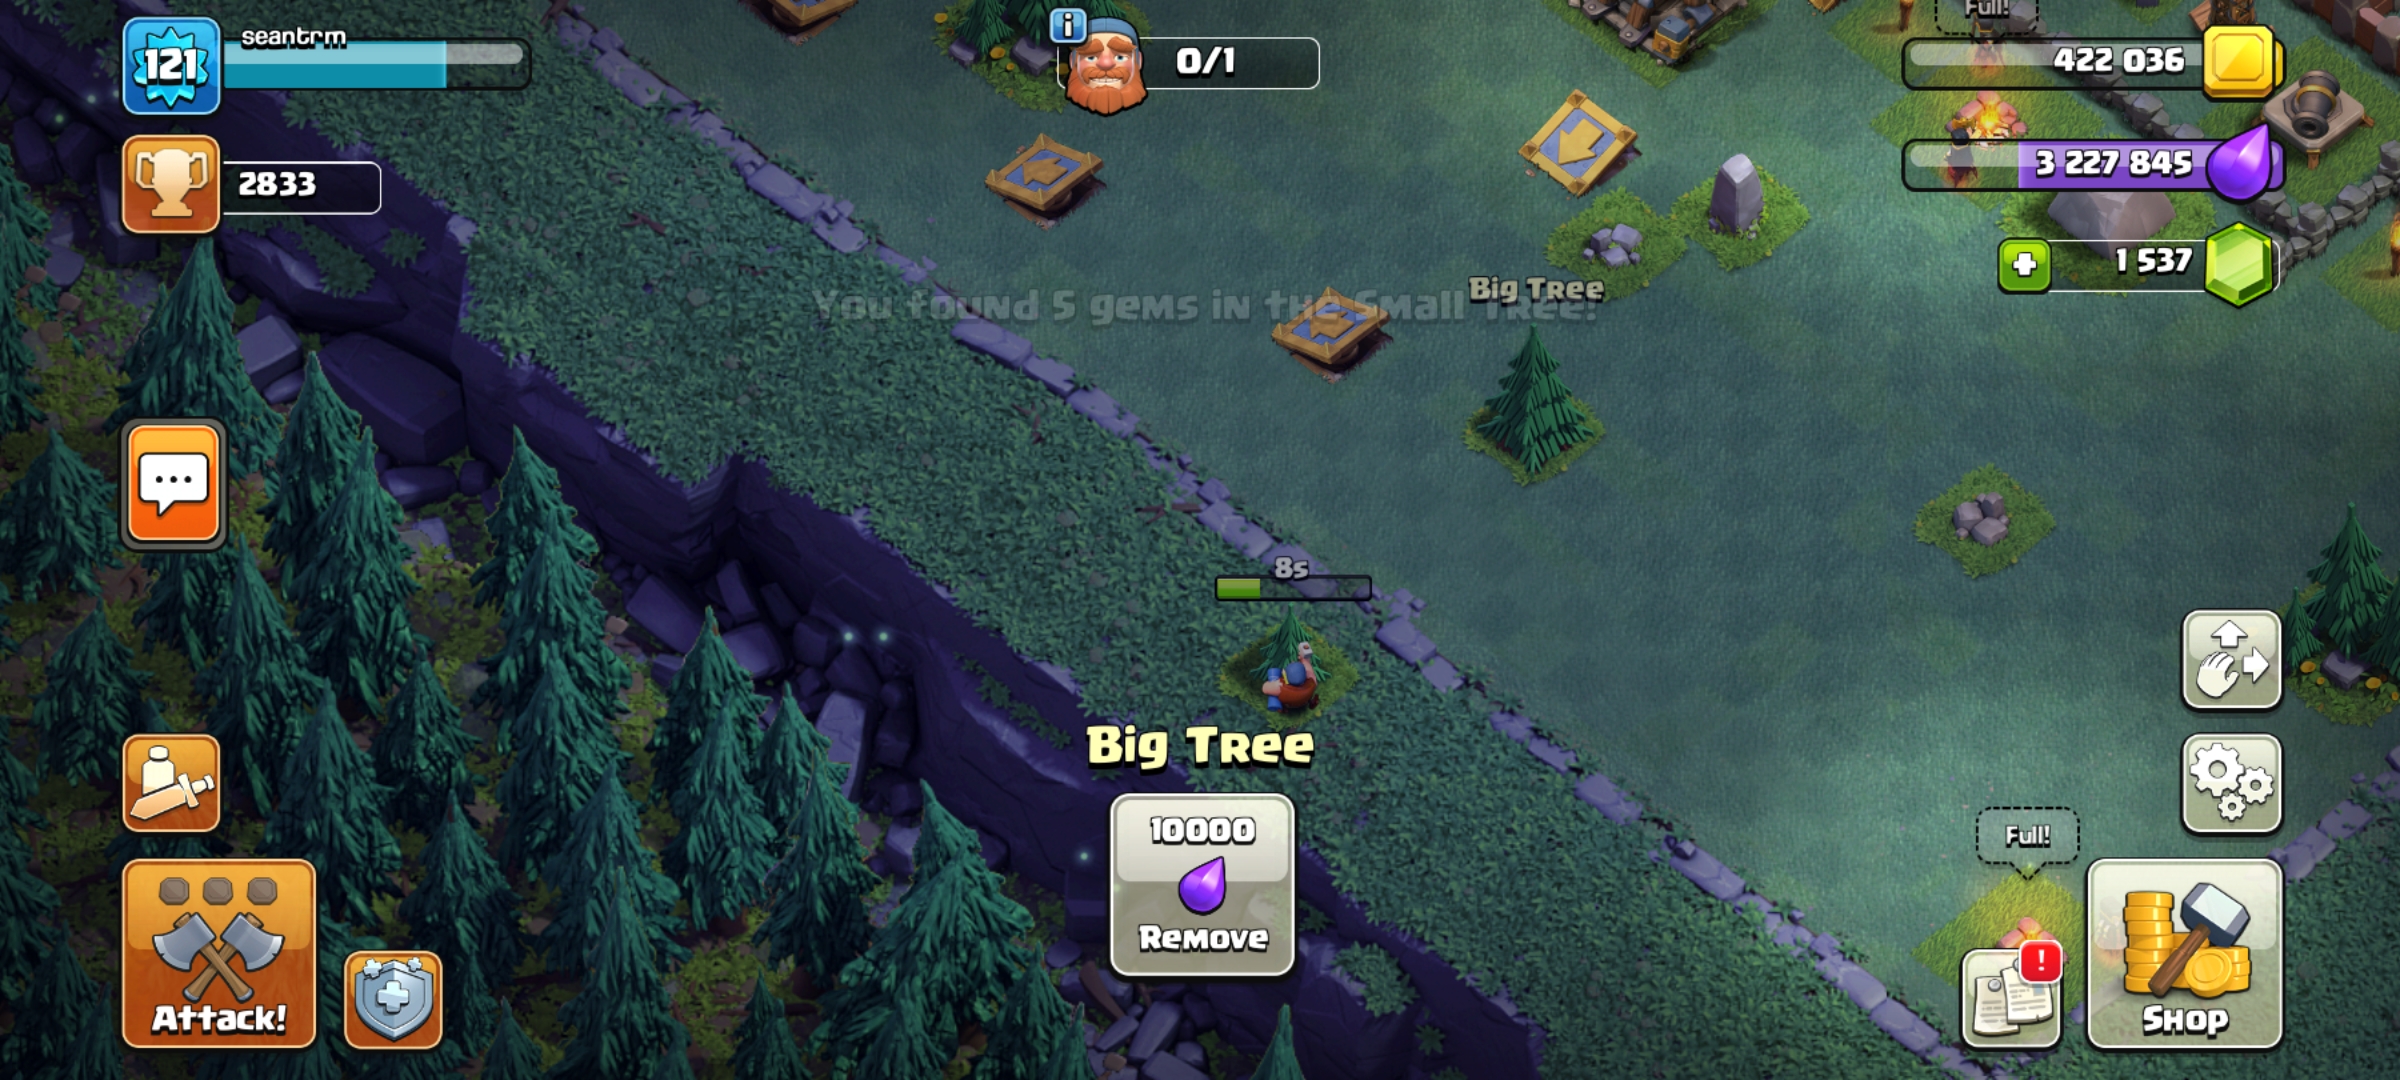 Full!
121
seantrm
i
0/1
422 036
2833
3 227 845
1 537
Big Tree
You found 5 gems in the Small Tree!
8s
Big Tree
10000
Remove
Full!
!
Attack!
Shop